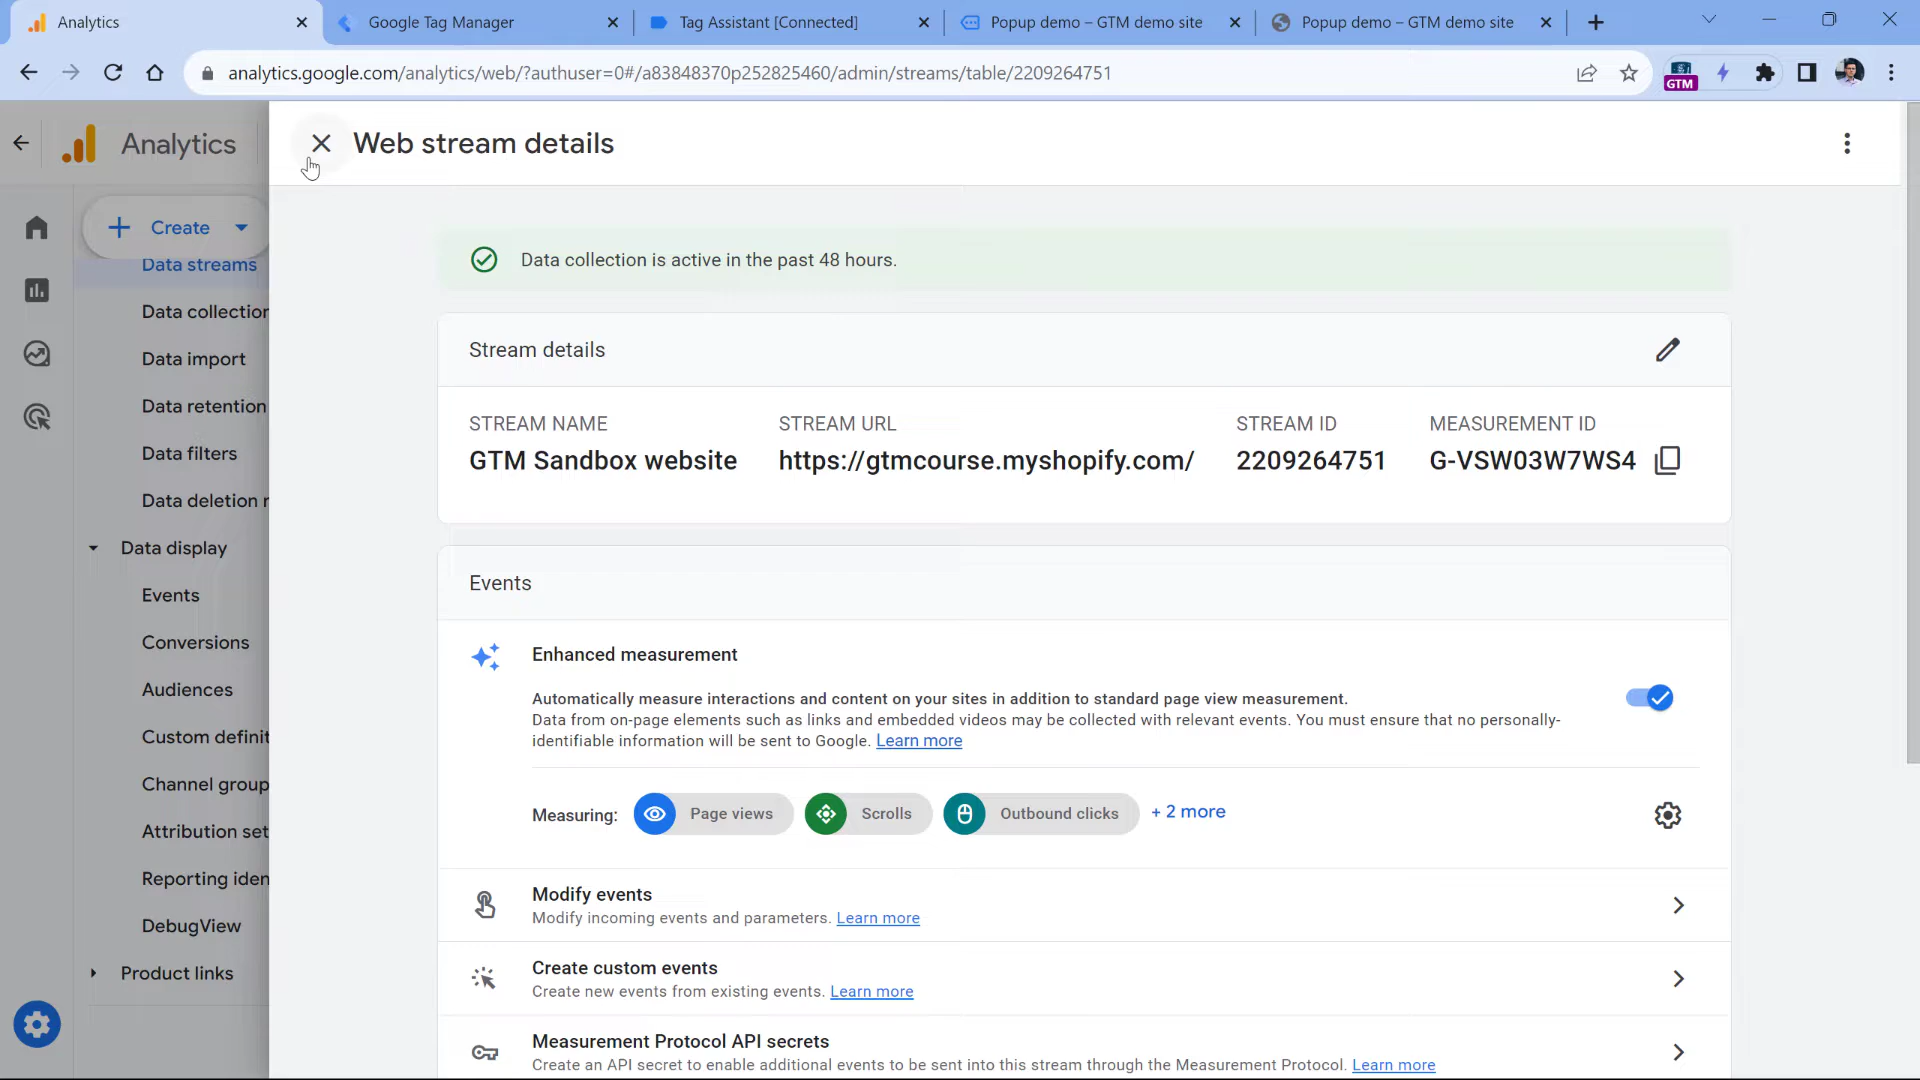 Analytics
Google Tag Manager
Tag Assistant [Connected]
Popup demo – GTM demo site
Popup demo – GTM demo site
analytics.google.com/analytics/web/?authuser=0#/a83848370p252825460/admin/streams/table/2209264751
GTM
Analytics
Web stream details
Create
Data streams
Data collection
Data import
Data retention
Data filters
Data deletion r
Data display
Events
Conversions
Audiences
Custom definit
Channel group
Attribution set
Reporting iden
DebugView
Product links
Data collection is active in the past 48 hours.
Stream details
STREAM NAME STREAM URL STREAM ID MEASUREMENT ID
GTM Sandbox website https://gtmcourse.myshopify.com/ 2209264751 G-VSW03W7WS4
Events
Enhanced measurement
Automatically measure interactions and content on your sites in addition to standard page view measurement.
Data from on-page elements such as links and embedded videos may be collected with relevant events. You must ensure that no personally-
identifiable information will be sent to Google. Learn more
Measuring: Page views Scrolls Outbound clicks + 2 more
Modify events
Modify incoming events and parameters. Learn more
Create custom events
Create new events from existing events. Learn more
Measurement Protocol API secrets
Create an API secret to enable additional events to be sent into this stream through the Measurement Protocol. Learn more